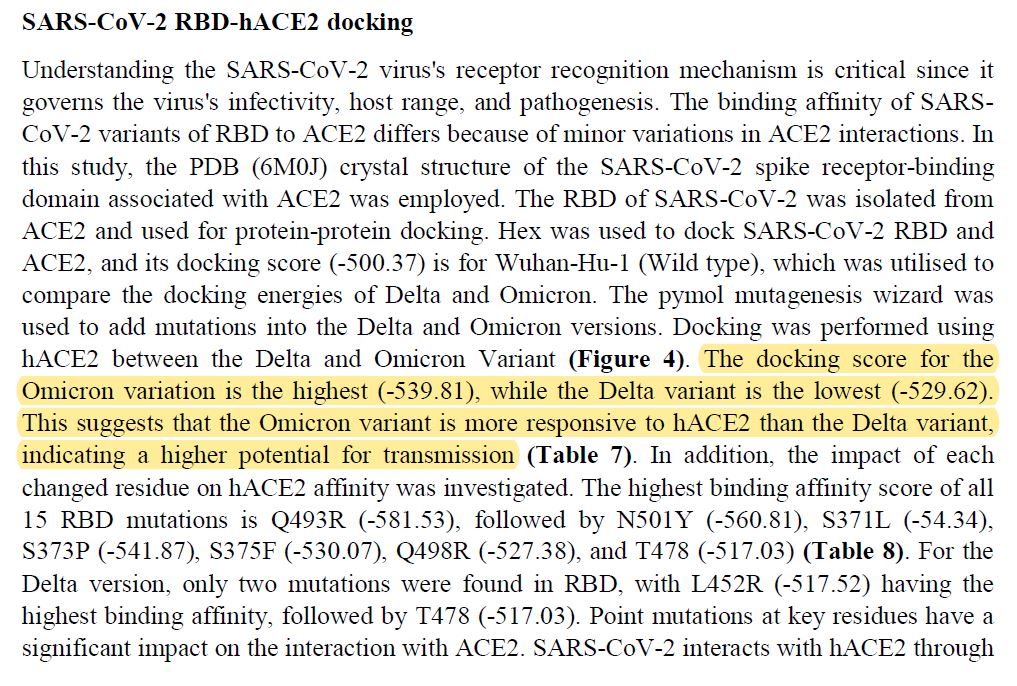 SARS-CoV-2 RBD-hACE2 docking
Understanding the SARS-CoV-2 virus's receptor recognition mechanism is critical since it
governs the virus's infectivity, host range, and pathogenesis. The binding affinity of SARS-
CoV-2 variants of RBD to ACE2 differs because of minor variations in ACE2 interactions. In
this study, the PDB (6M0J) crystal structure of the SARS-CoV-2 spike receptor-binding
domain associated with ACE2 was employed. The RBD of SARS-CoV-2 was isolated from
ACE2 and used for protein-protein docking. Hex was used to dock SARS-CoV-2 RBD and
ACE2, and its docking score (-500.37) is for Wuhan-Hu-1 (Wild type), which was utilised to
compare the docking energies of Delta and Omicron. The pymol mutagenesis wizard was
used to add mutations into the Delta and Omicron versions. Docking was performed using
hACE2 between the Delta and Omicron Variant (Figure 4). The docking score for the
Omicron variation is the highest (-539.81), while the Delta variant is the lowest (-529.62).
This suggests that the Omicron variant is more responsive to hACE2 than the Delta variant,
indicating a higher potential for transmission (Table 7). In addition, the impact of each
changed residue on hACE2 affinity was investigated. The highest binding affinity score of all
15 RBD mutations is Q493R (-581.53), followed by N501Y (-560.81), S371L (-54.34),
S373P (-541.87), S375F (-530.07), Q498R (-527.38), and T478 (-517.03) (Table 8). For the
Delta version, only two mutations were found in RBD, with L452R (-517.52) having the
highest binding affinity, followed by T478 (-517.03). Point mutations at key residues have a
significant impact on the interaction with ACE2. SARS-CoV-2 interacts with hACE2 through